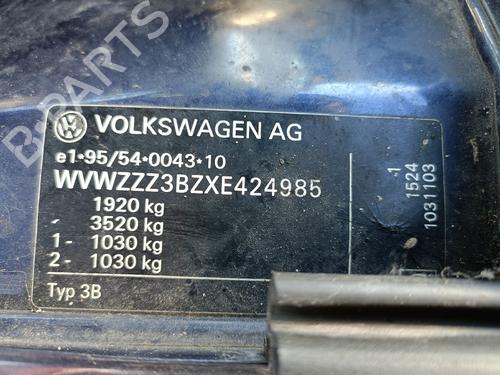 B-PARTS
VOLKSWAGEN AG
e1*95/54*0043*10
WVWZZZ3BZXE424985
1920 kg
- 3520 kg
1 - 1030 kg
2 - 1030 kg
Typ 3B
-1
1524
1031103